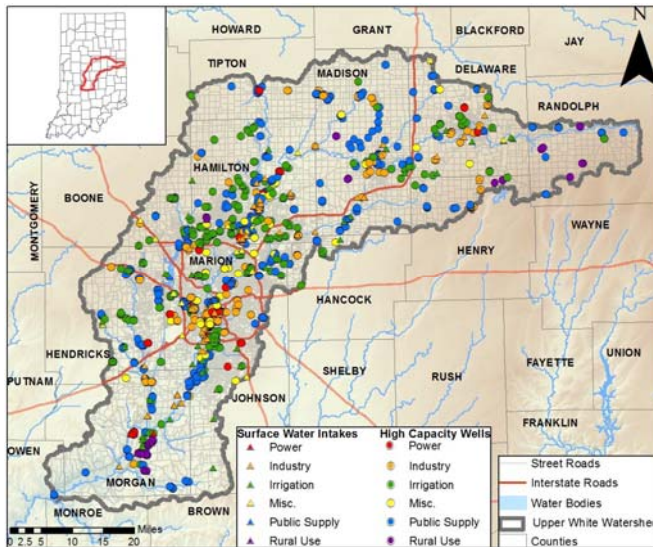 HOWARD
GRANT
BLACKFORD
N
JAY
TIPTON
MADISON
DELAWARE
RANDOLPH
HAMILTON
BOONE
MONTGOMERY
WAYNE
MARION
HENRY
HANCOCK
HENDRICKS
UNION
SHELBY
FAYETTE
RUSH
PUTNAM
JOHNSON
FRANKLIN
OWEN
MORGAN
MONROE
BROWN
Miles
0 2.5 5 10 15 20
Surface Water Intakes
Power
Industry
Irrigation
Misc.
Public Supply
Rural Use
High Capacity Wells
Power
Industry
Irrigation
Misc.
Public Supply
Rural Use
Street Roads
Interstate Roads
Water Bodies
Upper White Watershed
Counties